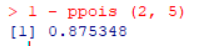 > 1 - ppois (2, 5)
[1] 0.875348